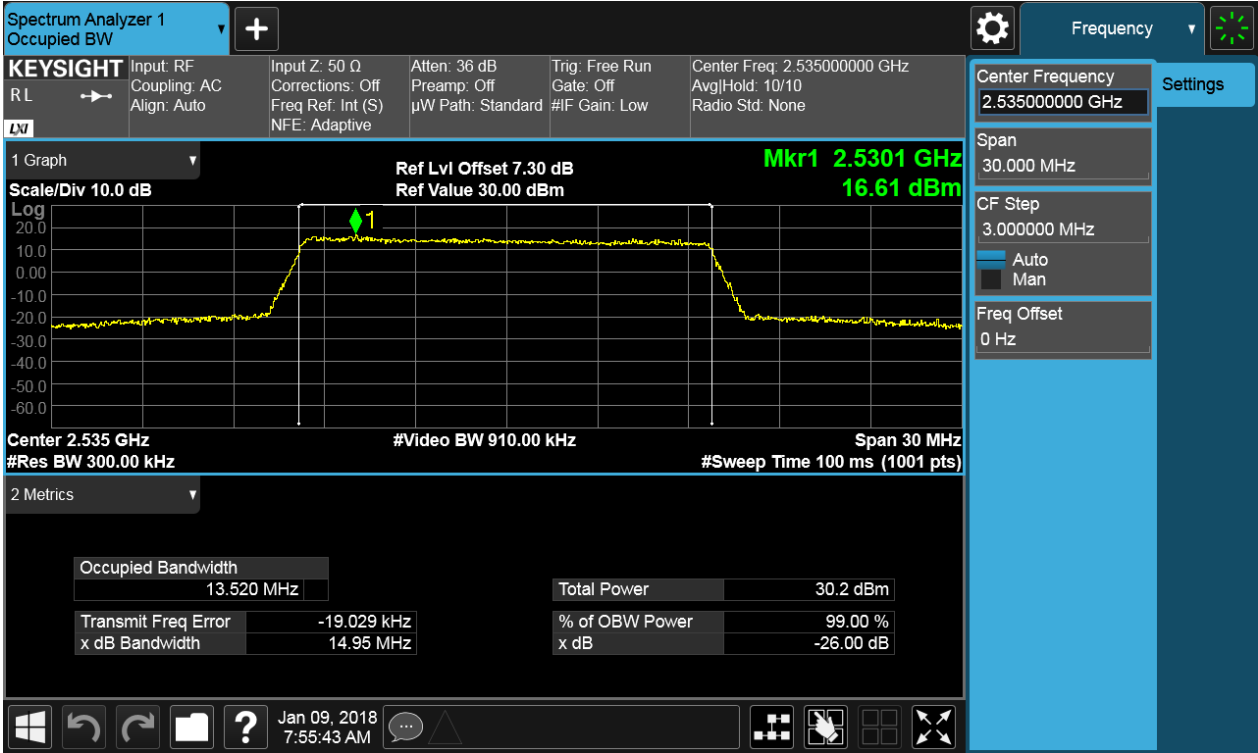 Spectrum Analyzer 1
Occupied BW
Frequency
KEYSIGHT
R L
LXI
Input: RF
Coupling: AC
Align: Auto
Input Z: 50 Ω
Corrections: Off
Freq Ref: Int (S)
NFE: Adaptive
Atten: 36 dB
Preamp: Off
µW Path: Standard
Trig: Free Run
Gate: Off
#IF Gain: Low
Center Freq: 2.535000000 GHz
Avg|Hold: 10/10
Radio Std: None
Center Frequency
2.535000000 GHz
Settings
Span
30.000 MHz
CF Step
3.000000 MHz
Auto
Man
Freq Offset
0 Hz
1 Graph
Scale/Div 10.0 dB
Ref Lvl Offset 7.30 dB
Ref Value 30.00 dBm
Mkr1 2.5301 GHz
16.61 dBm
Log
1
20.0
10.0
0.00
-10.0
-20.0
-30.0
-40.0
-50.0
-60.0
Center 2.535 GHz
#Video BW 910.00 kHz
Span 30 MHz
#Res BW 300.00 kHz
#Sweep Time 100 ms (1001 pts)
2 Metrics
Occupied Bandwidth
13.520 MHz
Total Power 30.2 dBm
Transmit Freq Error -19.029 kHz
% of OBW Power 99.00 %
x dB Bandwidth 14.95 MHz
x dB -26.00 dB
?
Jan 09, 2018
7:55:43 AM